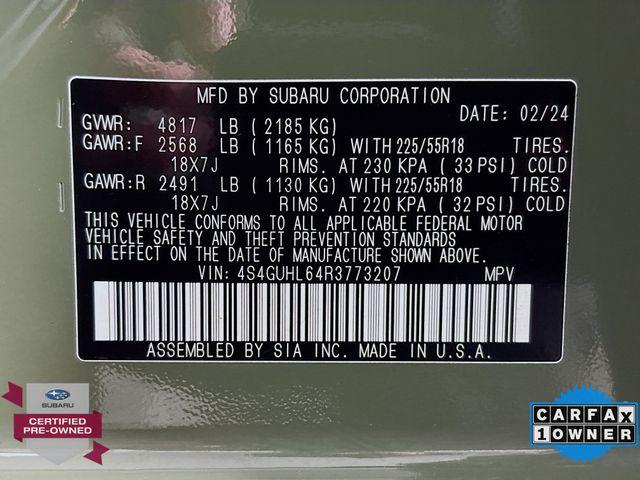 MFD BY SUBARU CORPORATION
DATE: 02/24
GVWR: 4817 LB ( 2185 KG)
GAWR:F 2568 LB ( 1165 KG) WITH 225/55R18 TIRES.
18X7J RIMS. AT 230 KPA ( 33 PSI) COLD
GAWR:R 2491 LB ( 1130 KG) WITH 225/55R18 TIRES.
18X7J RIMS. AT 220 KPA ( 32 PSI) COLD
THIS VEHICLE CONFORMS TO ALL APPLICABLE FEDERAL MOTOR
VEHICLE SAFETY AND THEFT PREVENTION STANDARDS
IN EFFECT ON THE DATE OF MANUFACTURE SHOWN ABOVE.
VIN: 4S4GUHL64R3773207 MPV
ASSEMBLED BY SIA INC. MADE IN U.S.A.
SUBARU
CERTIFIED
PRE-OWNED
CARFAX
1 OWNER